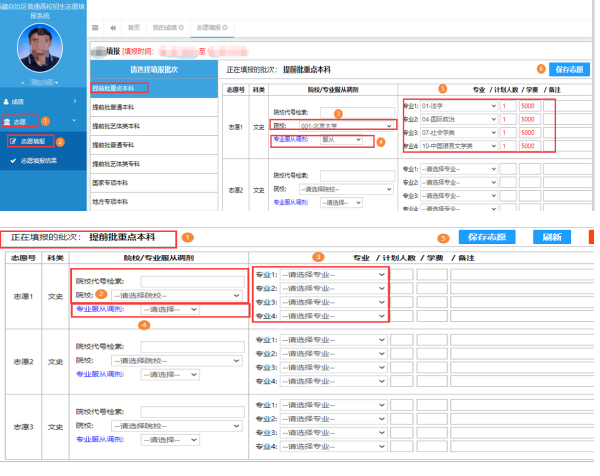 藏自治区普通高校招生志愿填
报系统
首页 我的成绩 志愿填报
填报 [填报时间: 至
成绩
志愿 1
志愿填报 2
志愿填报结果
请选择填报批次
提前批重点本科
提前批普通本科
提前批艺体类本科
提前批普通专科
提前批艺体类专科
国家专项本科
地方专项本科
正在填报的批次: 提前批重点本科 6 保存志愿
志愿号 科类 院校/专业服从调剂 5 专业 /计划人数 /学费 /备注
志愿1 文史
院校代号检索: 3
院校: 001-北京大学
专业服从调剂: 服从 4
专业1: 01-法学 1 5000
专业2: 04-国际政治 1 5000
专业3: 07-社会学类 1 5000
专业4: 10-中国语言文学类 1 5000
志愿2 文史
院校代号检索:
院校: --请选择院校--
专业服从调剂: --请选择--
专业1: --请选择专业--
专业2: --请选择专业--
专业3: --请选择专业--
专业4: --请选择专业--
正在填报的批次: 提前批重点本科 1 5 保存志愿 刷新
志愿号 科类 院校/专业服从调剂 3 专业 /计划人数 /学费 /备注
志愿1 文史
院校代号检索:
院校: 2 --请选择院校--
专业服从调剂: --请选择--
4
专业1: --请选择专业--
专业2: --请选择专业--
专业3: --请选择专业--
专业4: --请选择专业--
志愿2 文史
院校代号检索:
院校: --请选择院校--
专业服从调剂: --请选择--
专业1: --请选择专业--
专业2: --请选择专业--
专业3: --请选择专业--
专业4: --请选择专业--
志愿3 文史
院校代号检索:
院校: --请选择院校--
专业服从调剂: --请选择--
专业1: --请选择专业--
专业2: --请选择专业--
专业3: --请选择专业--
专业4: --请选择专业--